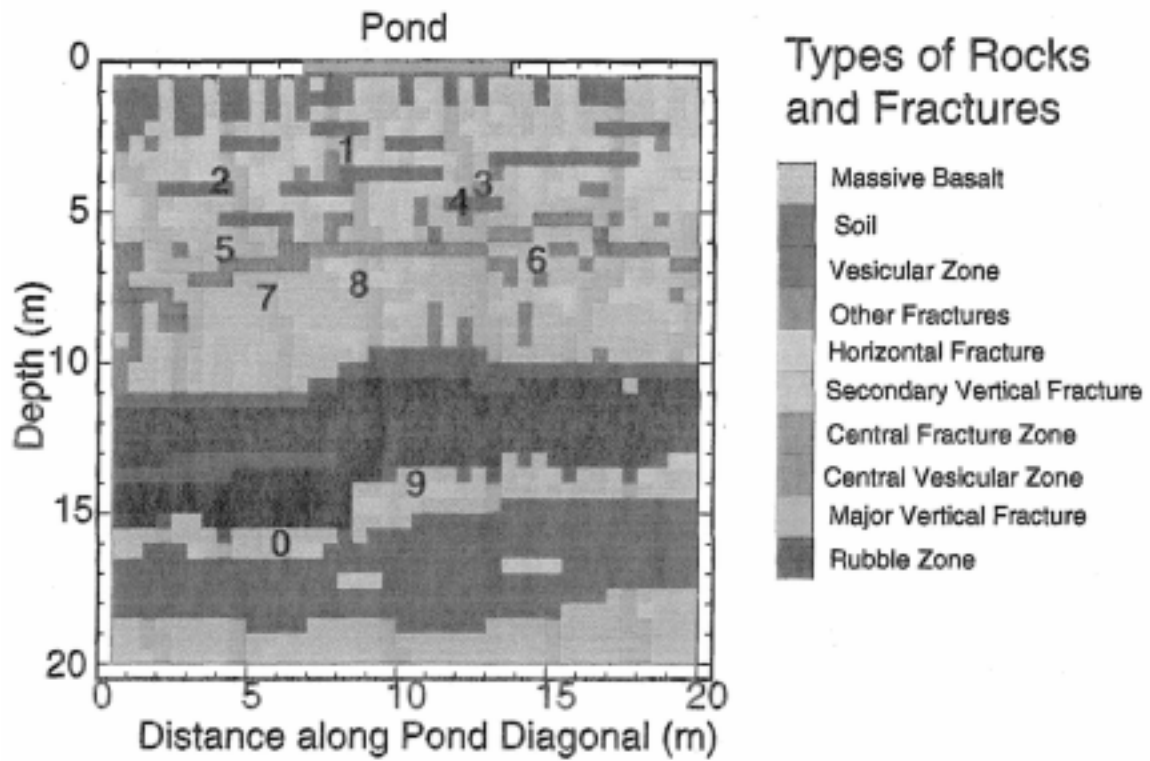 Pond
Types of Rocks
and Fractures
0
5
10
15
20
Depth (m)
1
2
3
4
5
6
7
8
9
0
0
5
10
15
20
Distance along Pond Diagonal (m)
Massive Basalt
Soil
Vesicular Zone
Other Fractures
Horizontal Fracture
Secondary Vertical Fracture
Central Fracture Zone
Central Vesicular Zone
Major Vertical Fracture
Rubble Zone